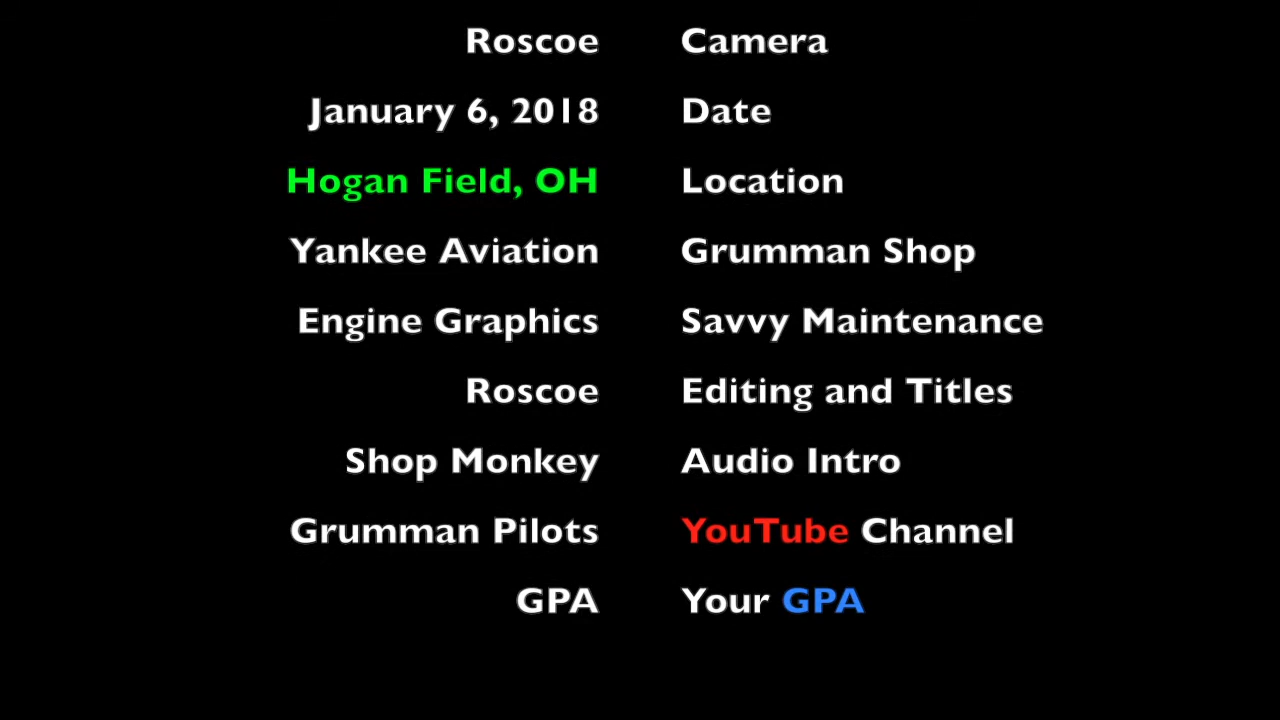 Roscoe Camera
January 6, 2018 Date
Hogan Field, OH Location
Yankee Aviation Grumman Shop
Engine Graphics Savvy Maintenance
Roscoe Editing and Titles
Shop Monkey Audio Intro
Grumman Pilots YouTube Channel
GPA Your GPA